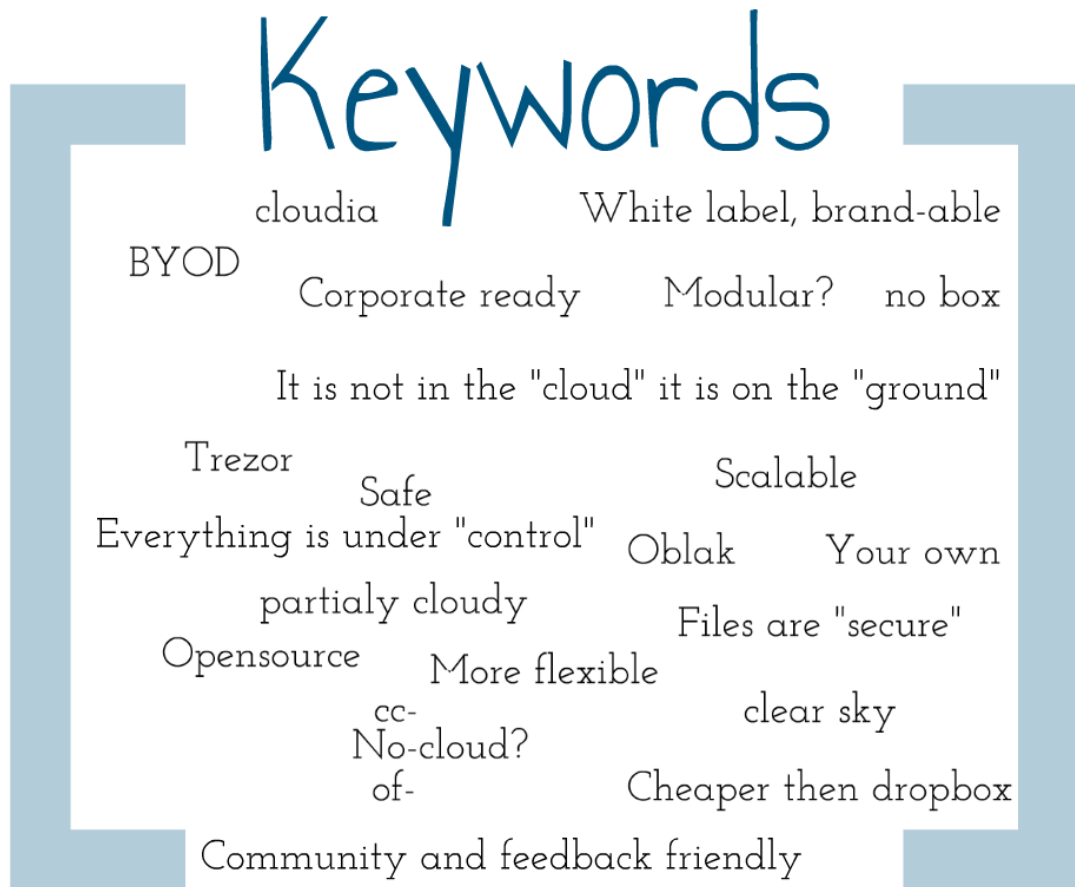 Keywords
cloudia
White label, brand-able
BYOD
Corporate ready
Modular?
no box
It is not in the "cloud" it is on the "ground"
Trezor
Scalable
Safe
Everything is under "control"
Oblak
Your own
partialy cloudy
Files are "secure"
Opensource
More flexible
cc-
clear sky
No-cloud?
of-
Cheaper then dropbox
Community and feedback friendly